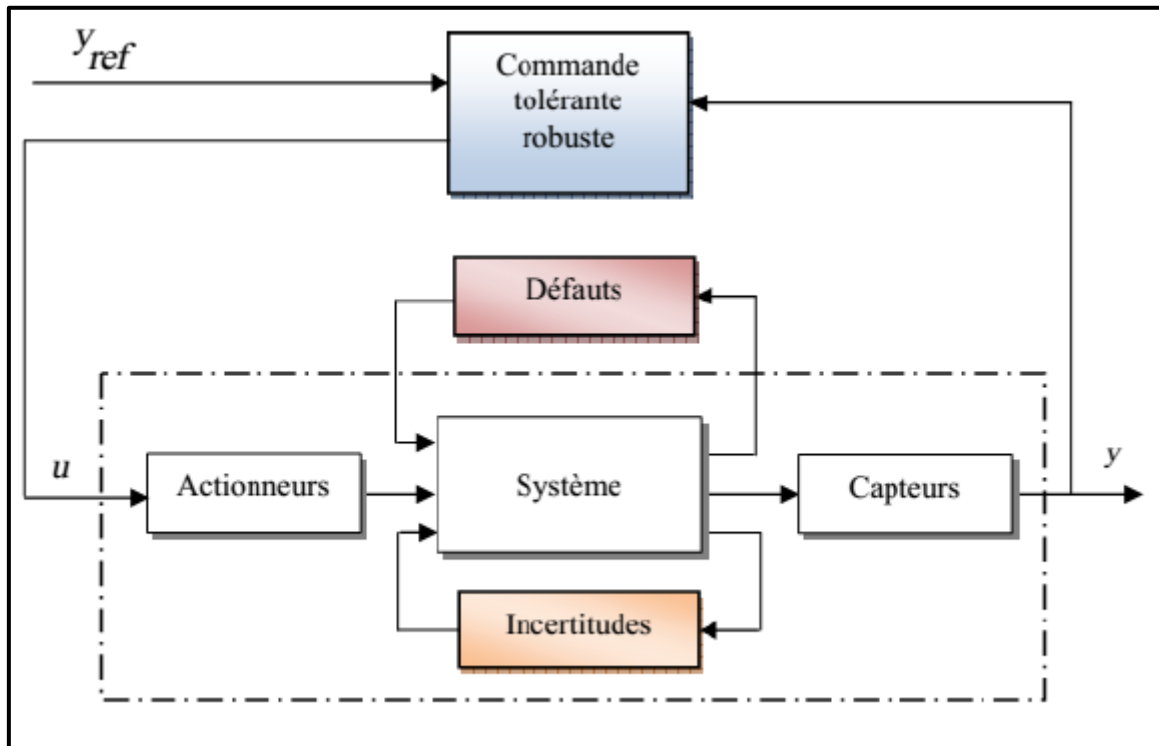 y_ref
Commande
tolérante
robuste
Défauts
u
Actionneurs
Système
Capteurs
y
Incertitudes